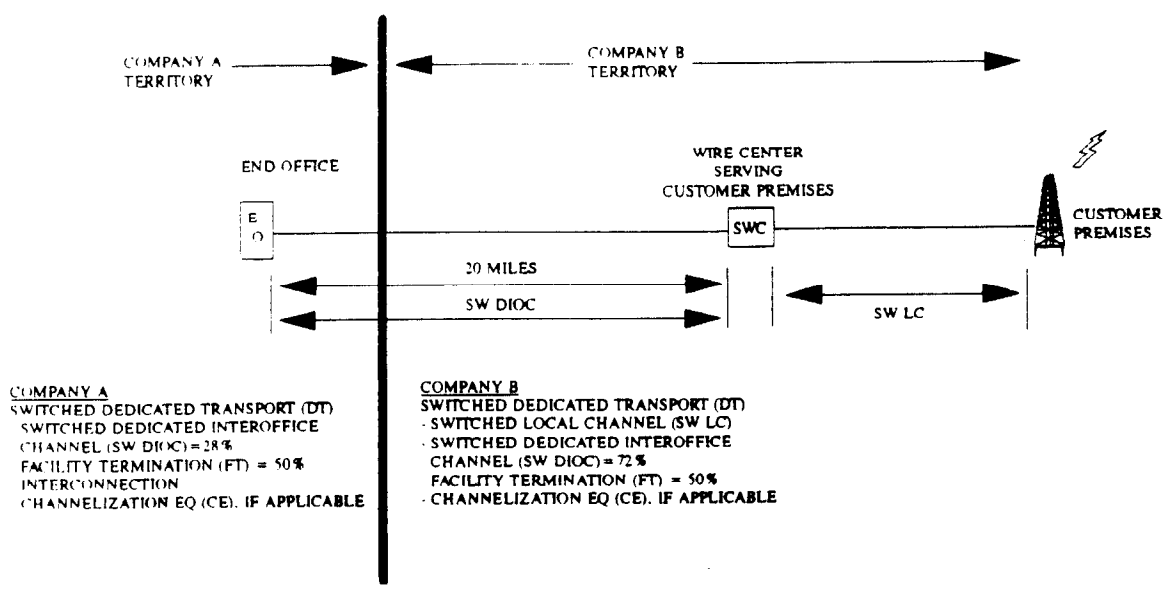 COMPANY A
TERRITORY
COMPANY B
TERRITORY
END OFFICE
WIRE CENTER
SERVING
CUSTOMER PREMISES
E
O
SWC
CUSTOMER
PREMISES
20 MILES
SW DIOC
SW LC
COMPANY A
SWITCHED DEDICATED TRANSPORT (DT)
SWITCHED DEDICATED INTEROFFICE
CHANNEL (SW DIOC) = 28%
FACILITY TERMINATION (FT) = 50%
INTERCONNECTION
CHANNELIZATION EQ (CE). IF APPLICABLE
COMPANY B
SWITCHED DEDICATED TRANSPORT (DT)
- SWITCHED LOCAL CHANNEL (SW LC)
- SWITCHED DEDICATED INTEROFFICE
CHANNEL (SW DIOC) = 72%
FACILITY TERMINATION (FT) = 50%
- CHANNELIZATION EQ (CE). IF APPLICABLE